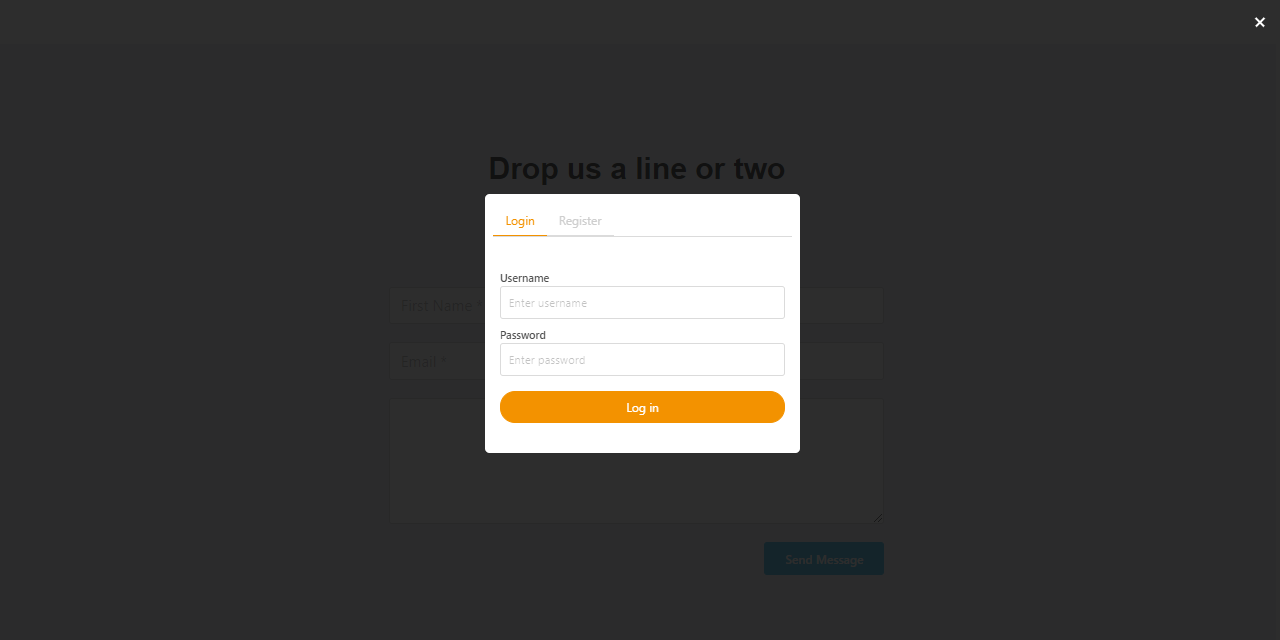 ×
Drop us a line or two
Login Register
Username
First Name
Enter username
Password
Email *
Enter password
Log in
Send Message